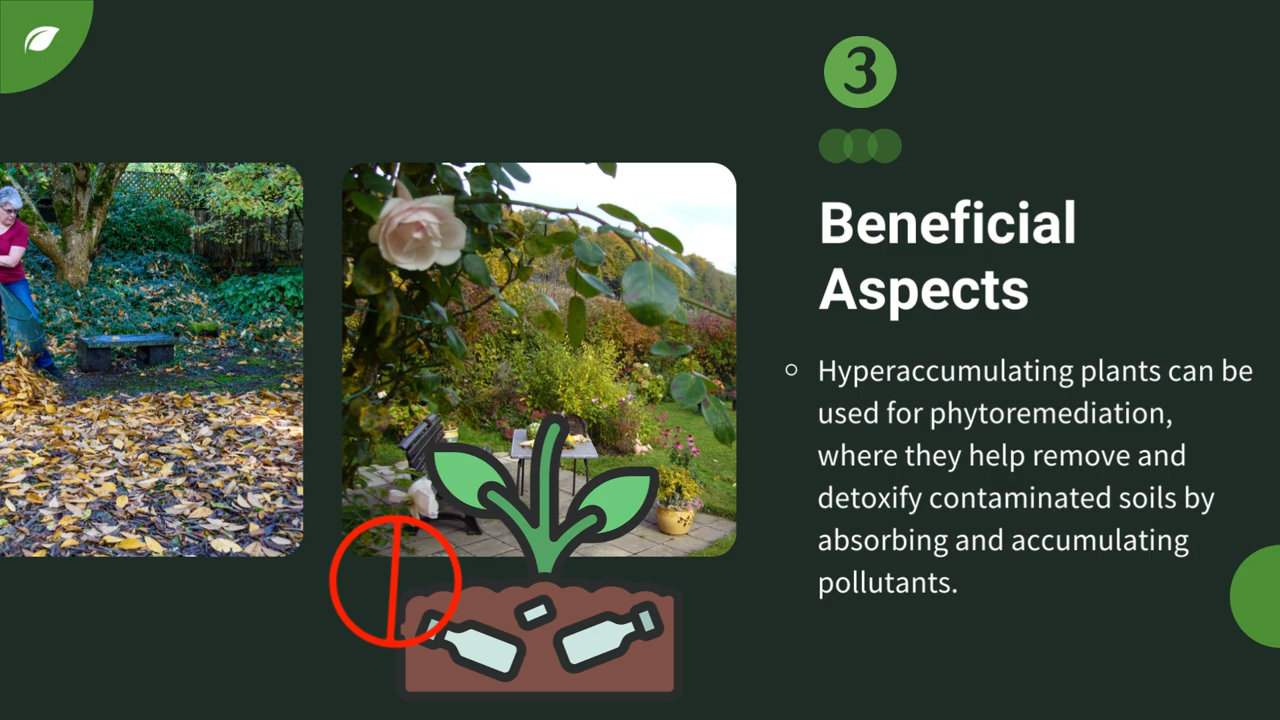 3
Beneficial
Aspects
Hyperaccumulating plants can be
used for phytoremediation,
where they help remove and
detoxify contaminated soils by
absorbing and accumulating
pollutants.